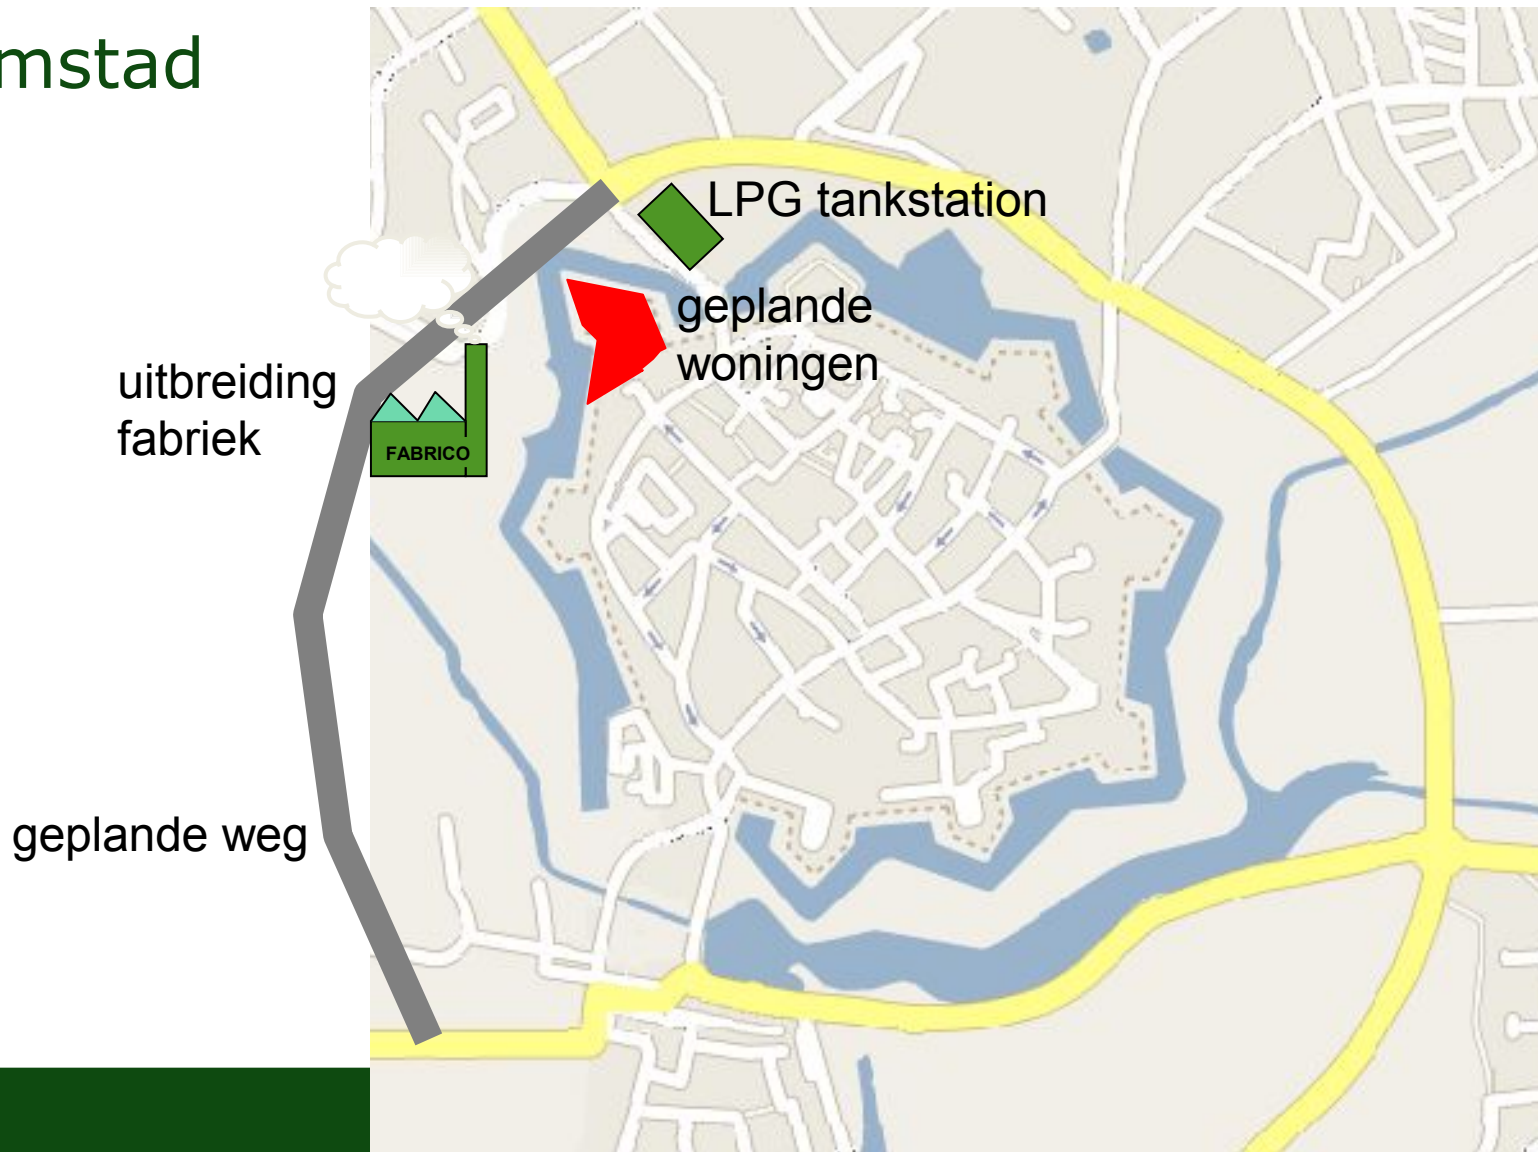 mstad
LPG tankstation
geplande
woningen
uitbreiding
fabriek
FABRICO
geplande weg